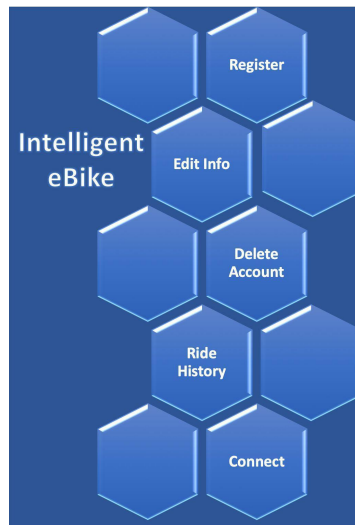 Register
Intelligent
eBike
Edit Info
Delete
Account
Ride
History
Connect